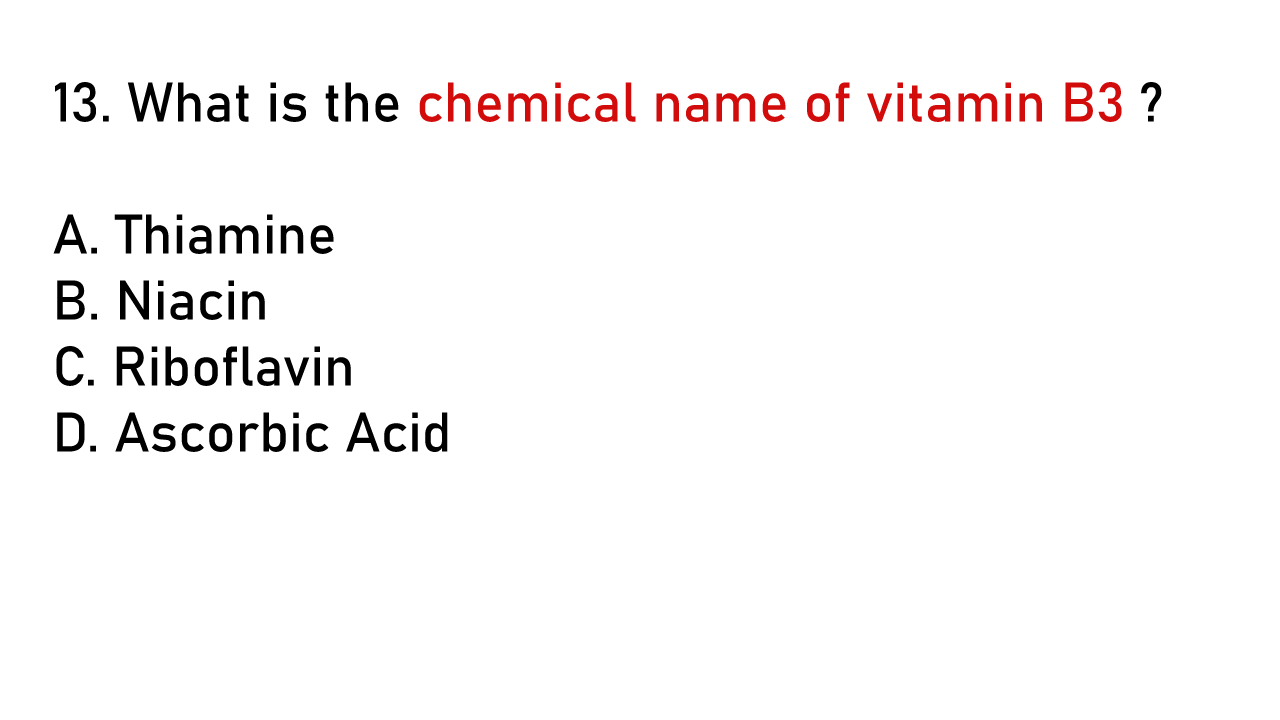 13. What is the chemical name of vitamin B3 ?
A. Thiamine
B. Niacin
C. Riboflavin
D. Ascorbic Acid